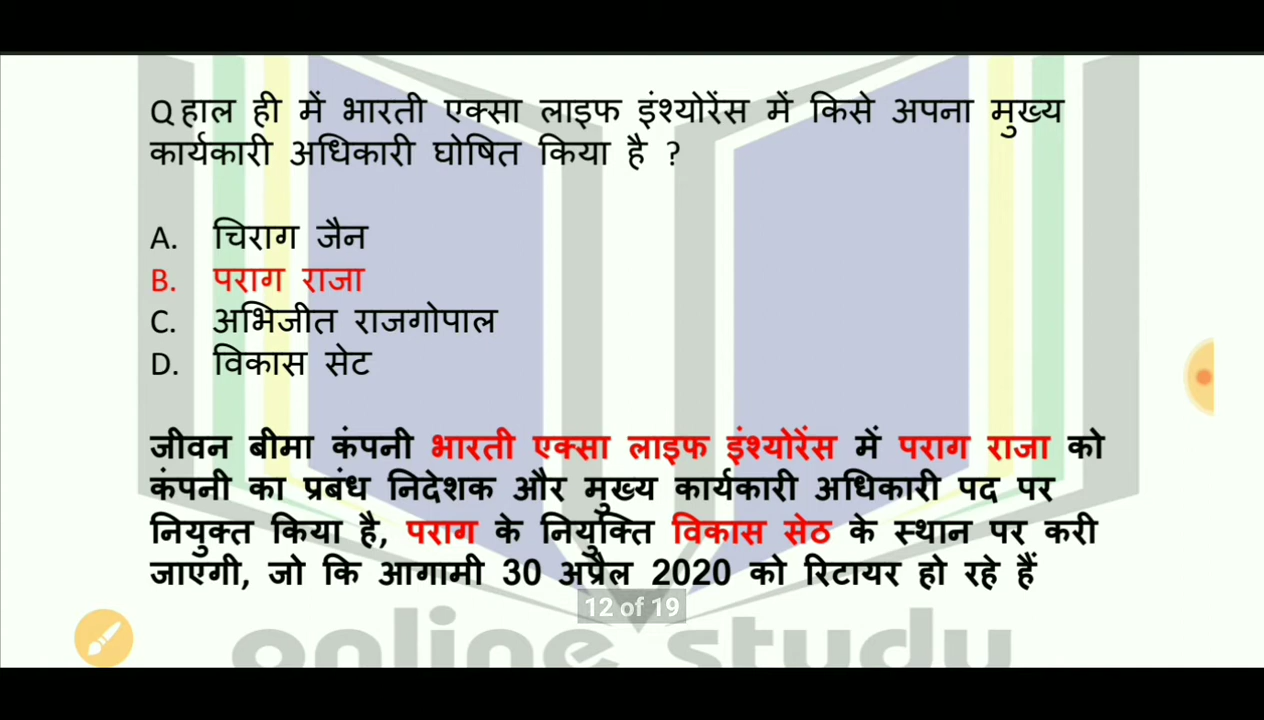 Q हाल ही में भारती एक्सा लाइफ इंश्योरेंस में किसे अपना मुख्य
कार्यकारी अधिकारी घोषित किया है ?
A. चिराग जैन
B. पराग राजा
C. अभिजीत राजगोपाल
D. विकास सेट
जीवन बीमा कंपनी भारती एक्सा लाइफ इंश्योरेंस में पराग राजा को
कंपनी का प्रबंध निदेशक और मुख्य कार्यकारी अधिकारी पद पर
नियुक्त किया है, पराग के नियुक्ति विकास सेठ के स्थान पर करी
जाएगी, जो कि आगामी 30 अप्रैल 2020 को रिटायर हो रहे हैं
12 of 19
online study